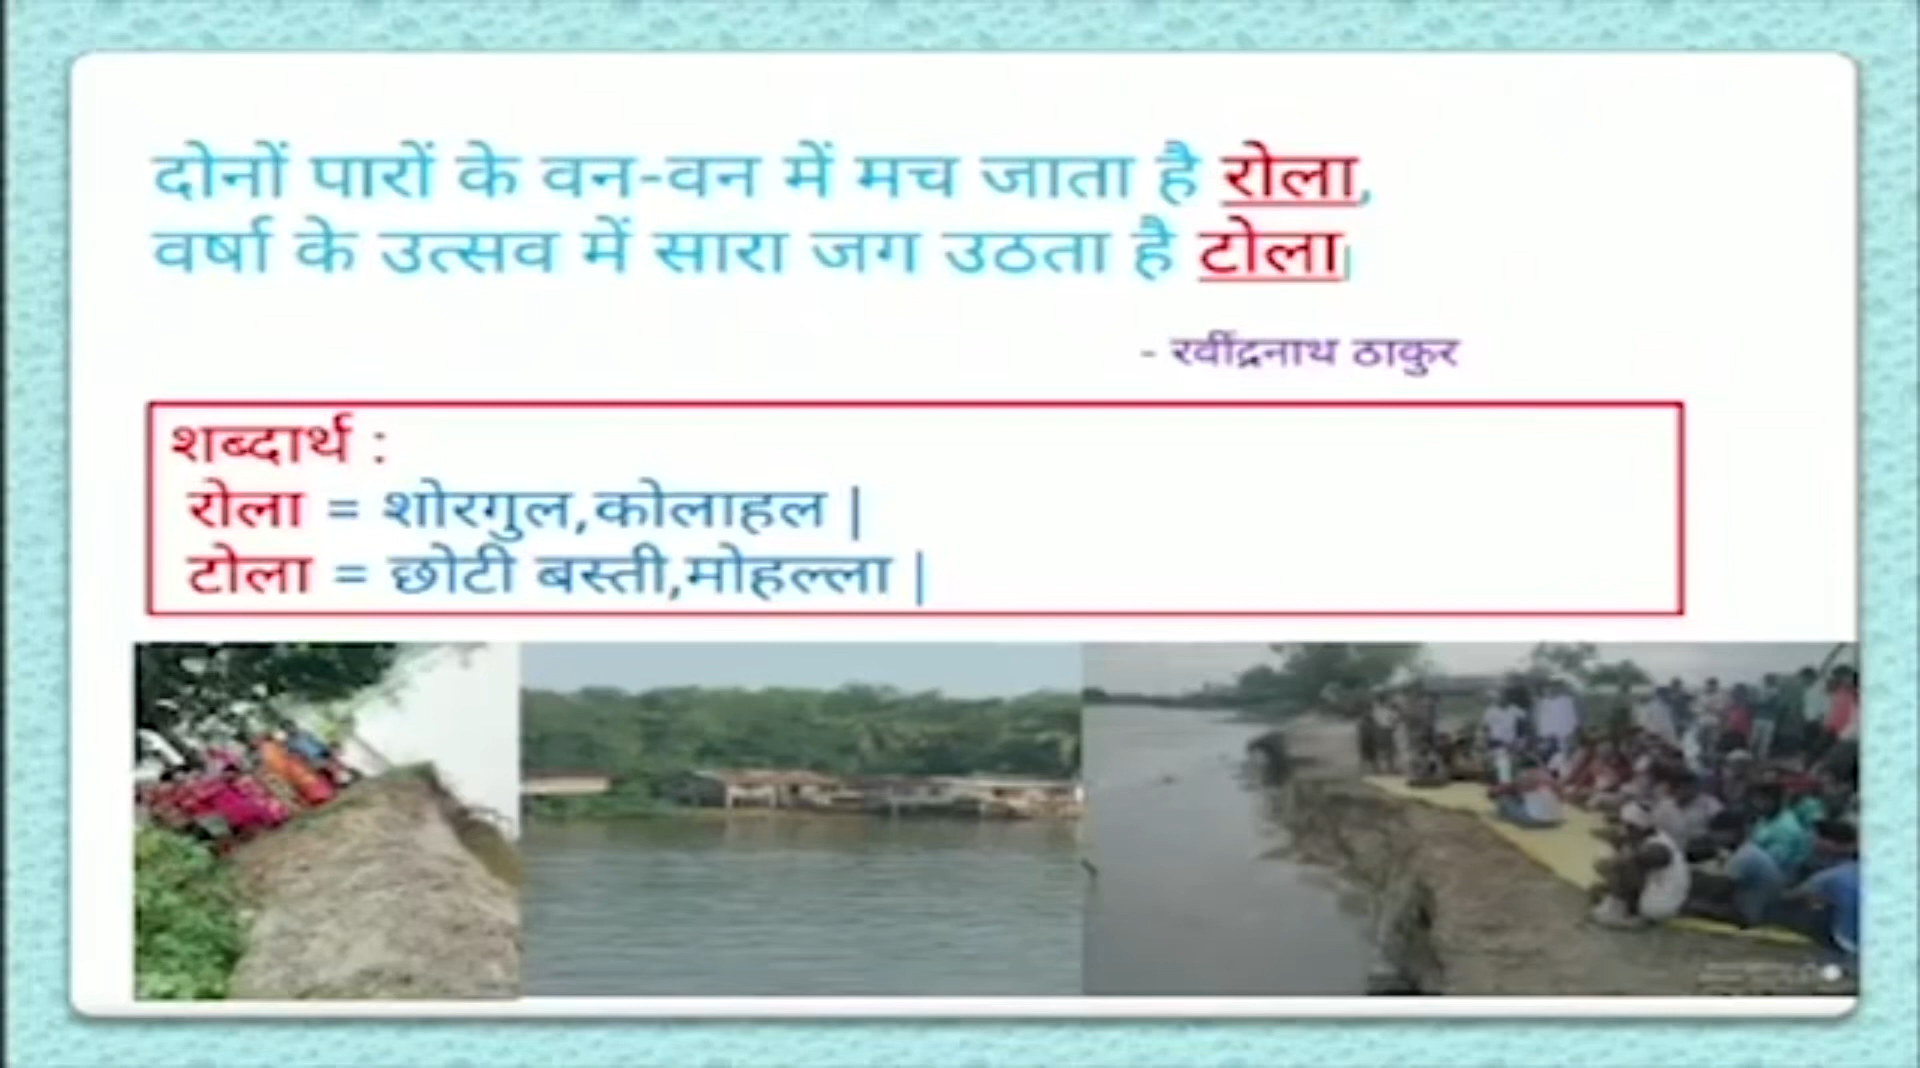 दोनों पारों के वन-वन में मच जाता है रोला,
वर्षा के उत्सव में सारा जग उठता है टोला|
- रवींद्रनाथ ठाकुर
शब्दार्थ :
रोला = शोरगुल,कोलाहल |
टोला = छोटी बस्ती,मोहल्ला |